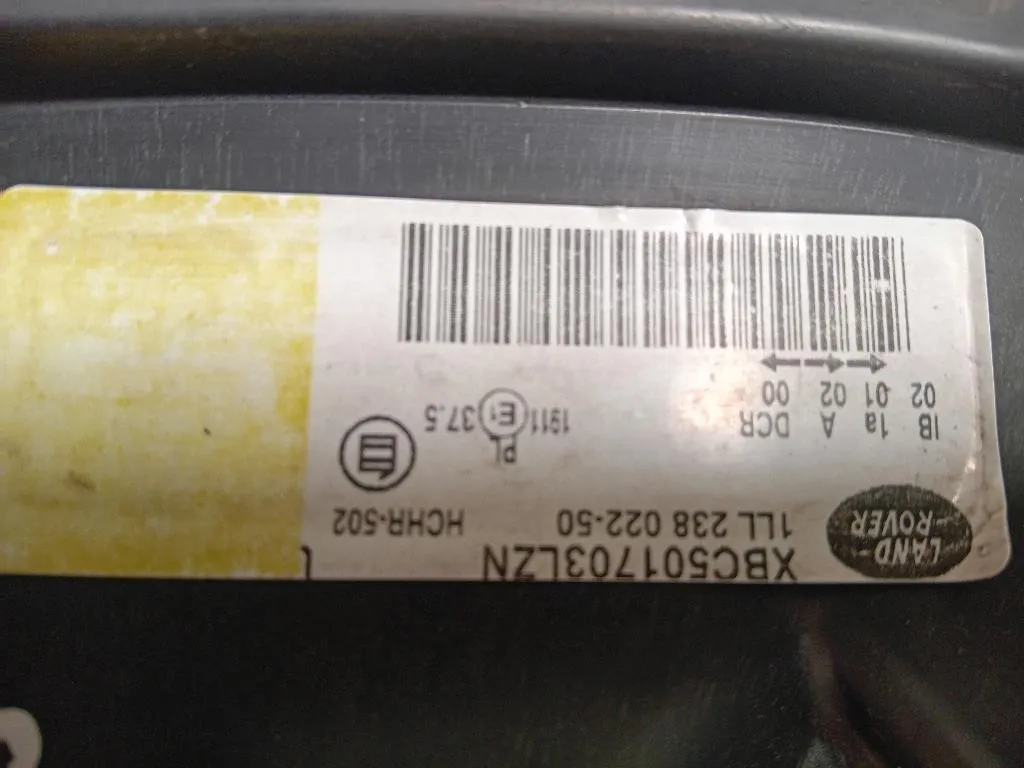 LAND-
-ROVER
XBC501703LZN
1LL 238 022-50
HCHR-502
IB 1a A DCR
02 01 02 00
PL
1911 E1 37.5